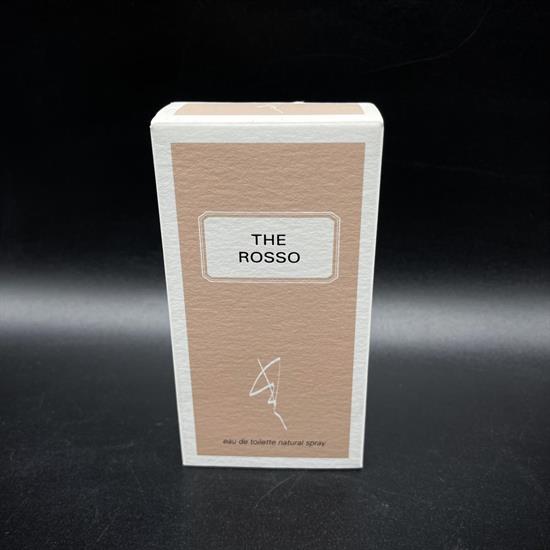 THE
ROSSO
eau de toilette natural spray